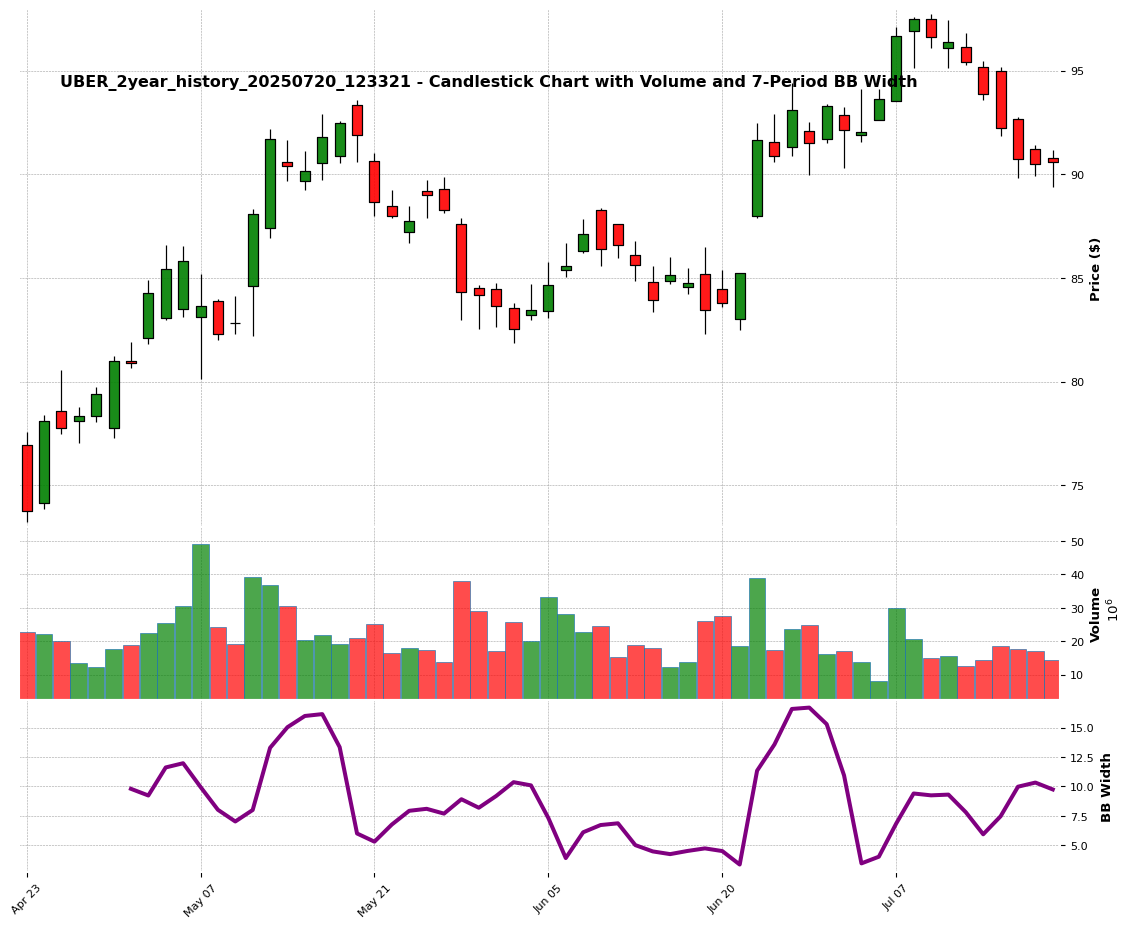 UBER_2year_history_20250720_123321 - Candlestick Chart with Volume and 7-Period BB Width
95
90
85
80
75
Price ($)
50
40
30
20
10
Volume
10^6
15.0
12.5
10.0
7.5
5.0
BB Width
Apr 23
May 07
May 21
Jun 05
Jun 20
Jul 07